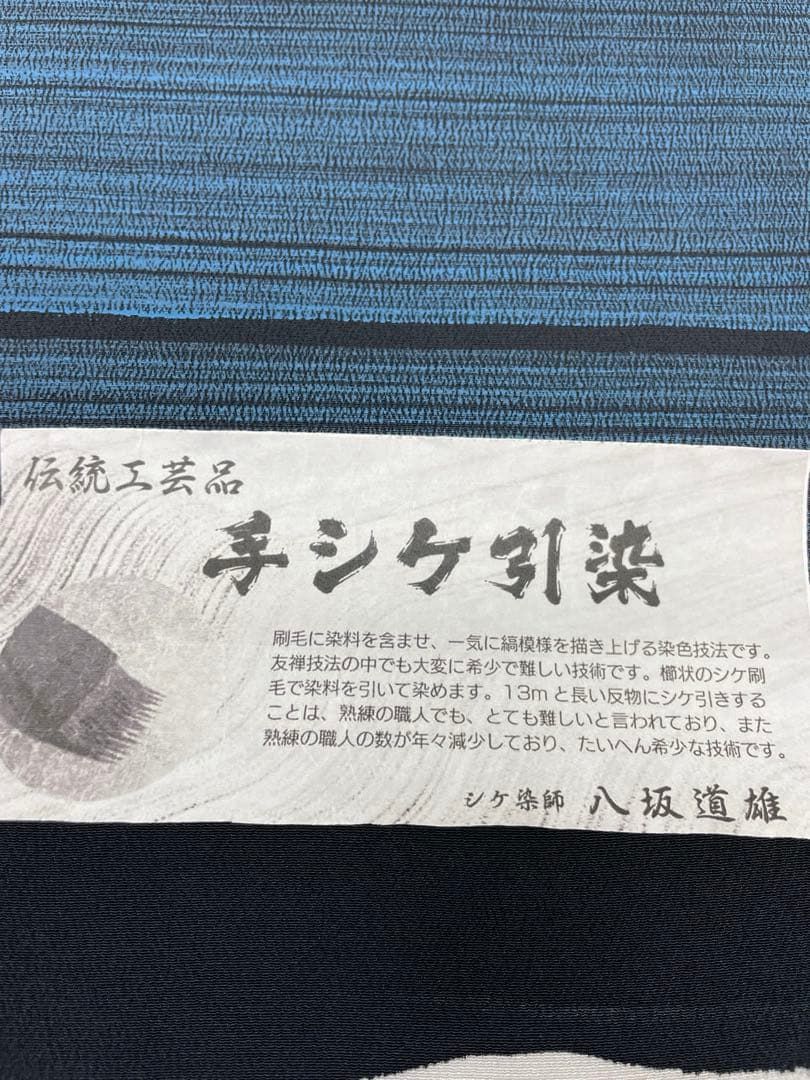 伝統工芸品
手シケ引染
刷毛に染料を含ませ、一気に縞模様を描き上げる染色技法です。
友禅技法の中でも大変に希少で難しい技術です。櫛状のシケ刷
毛で染料を引いて染めます。13mと長い反物にシケ引きする
ことは、熟練の職人でも、とても難しいと言われており、また
熟練の職人の数が年々減少しており、たいへん希少な技術です。
シケ染師 八坂道雄